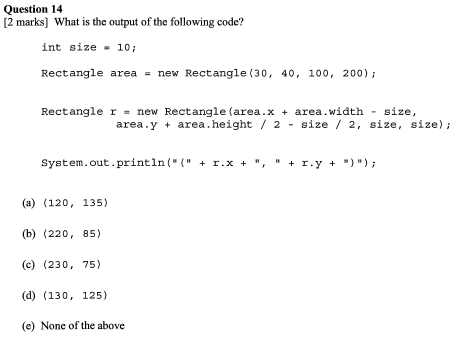 Question 14
[2 marks] What is the output of the following code?
int size = 10;
Rectangle area = new Rectangle(30, 40, 100, 200);
Rectangle r = new Rectangle(area.x + area.width - size,
area.y + area.height / 2 - size / 2, size, size);
System.out.println("(" + r.x + ", " + r.y + ")");
(a) (120, 135)
(b) (220, 85)
(c) (230, 75)
(d) (130, 125)
(e) None of the above